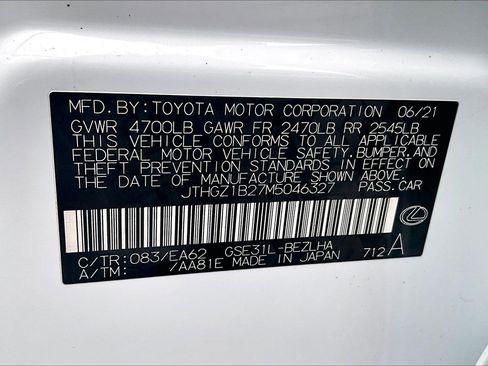 MFD. BY: TOYOTA MOTOR CORPORATION 06/21
GVWR 4700LB GAWR FR 2470LB RR 2545LB
THIS VEHICLE CONFORMS TO ALL APPLICABLE
FEDERAL MOTOR VEHICLE SAFETY, BUMPER, AND
THEFT PREVENTION STANDARDS IN EFFECT ON
THE DATE OF MANUFACTURE SHOWN ABOVE.
JTHGZ1B27M5046327 PASS. CAR
C/TR: 083/EA62 GSE31L-BEZLHA
A/TM: /AA81E MADE IN JAPAN 712 A